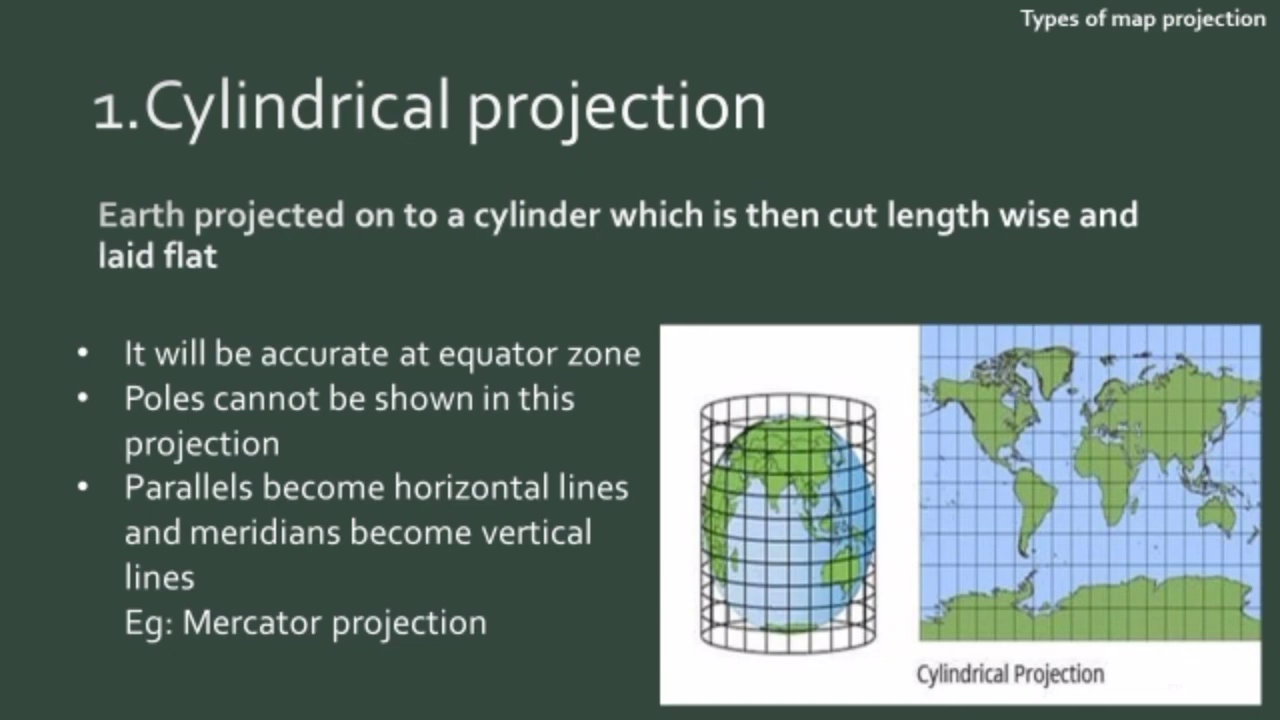 Types of map projection
1.Cylindrical projection
Earth projected on to a cylinder which is then cut length wise and
laid flat
• It will be accurate at equator zone
• Poles cannot be shown in this
projection
• Parallels become horizontal lines
and meridians become vertical
lines
Eg: Mercator projection
Cylindrical Projection